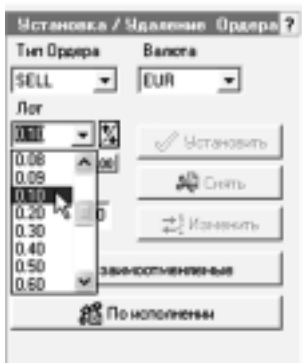 Установка / Удаление Ордера ?
Тип Ордера Валюта
SELL EUR
Лот
0.10
Установить
0.08
0.09
Снять
0.10
0.20
Изменить
0.30
0.40
0.50
0.60
По исполнении